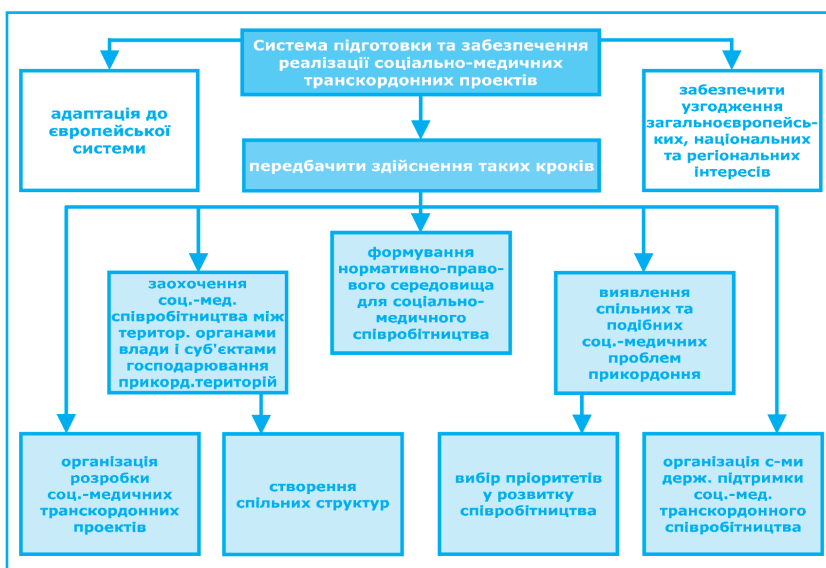 Система підготовки та забезпечення
реалізації соціально-медичних
транскордонних проектів
адаптація до
європейської
системи
забезпечити
узгодження
загальноєвропейсь-
ких, національних
та регіональних
інтересів
передбачити здійснення таких кроків
формування
нормативно-право-
вого середовища
для соціально-
медичного
співробітництва
заохочення
соц.-мед.
співробітництва між
територ. органами
влади і суб'єктами
господарювання
прикорд.територій
виявлення
спільних та
подібних
соц.-медичних
проблем
прикордоння
організація
розробки
соц.-медичних
транскордонних
проектів
створення
спільних структур
вибір пріоритетів
у розвитку
співробітництва
організація с-ми
держ. підтримки
соц.-мед.
транскордонного
співробітництва